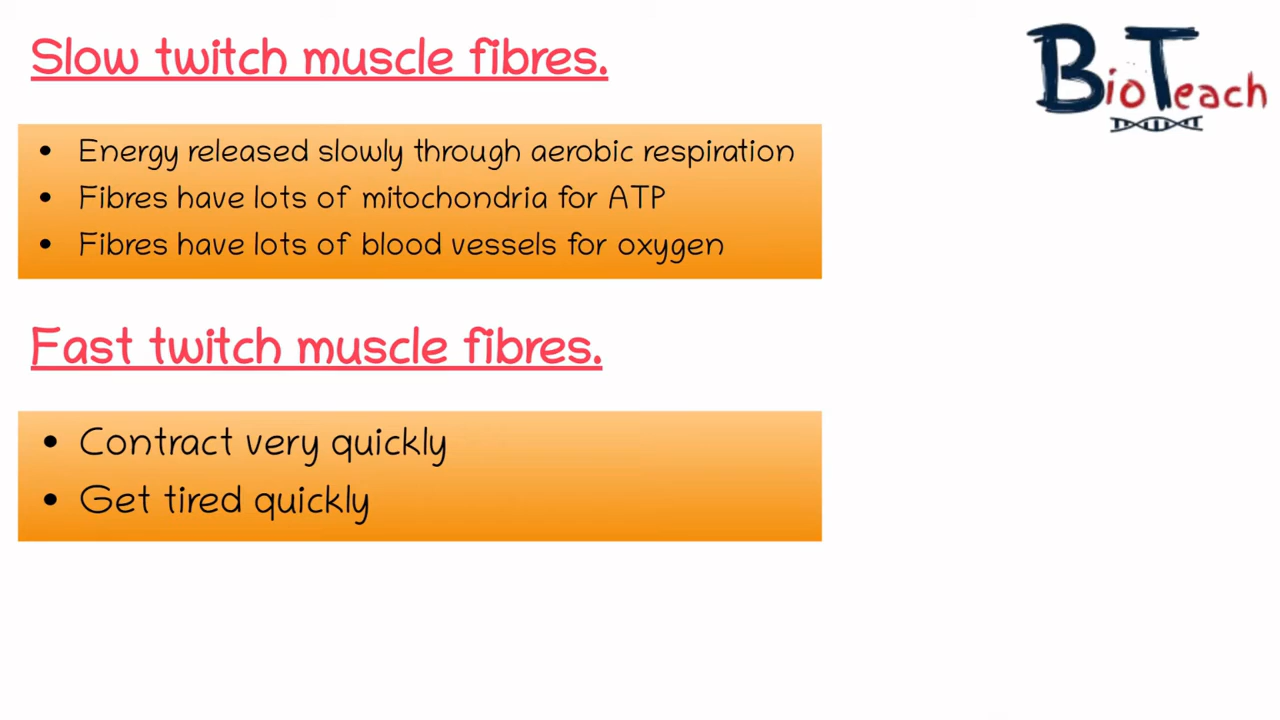 Slow twitch muscle fibres.
BioTeach
• Energy released slowly through aerobic respiration
• Fibres have lots of mitochondria for ATP
• Fibres have lots of blood vessels for oxygen
Fast twitch muscle fibres.
• Contract very quickly
• Get tired quickly